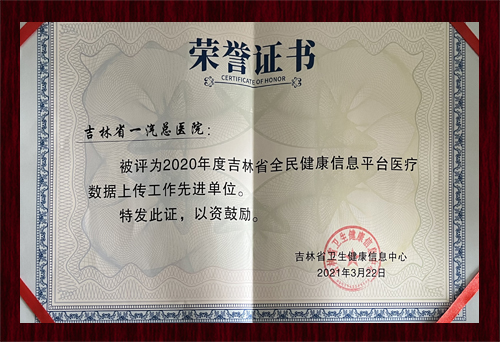 荣誉证书
CERTIFICATE OF HONOR
吉林省一汽总医院：
被评为2020年度吉林省全民健康信息平台医疗
数据上传工作先进单位。
特发此证，以资鼓励。
吉林省卫生健康信息中心
2021年3月22日